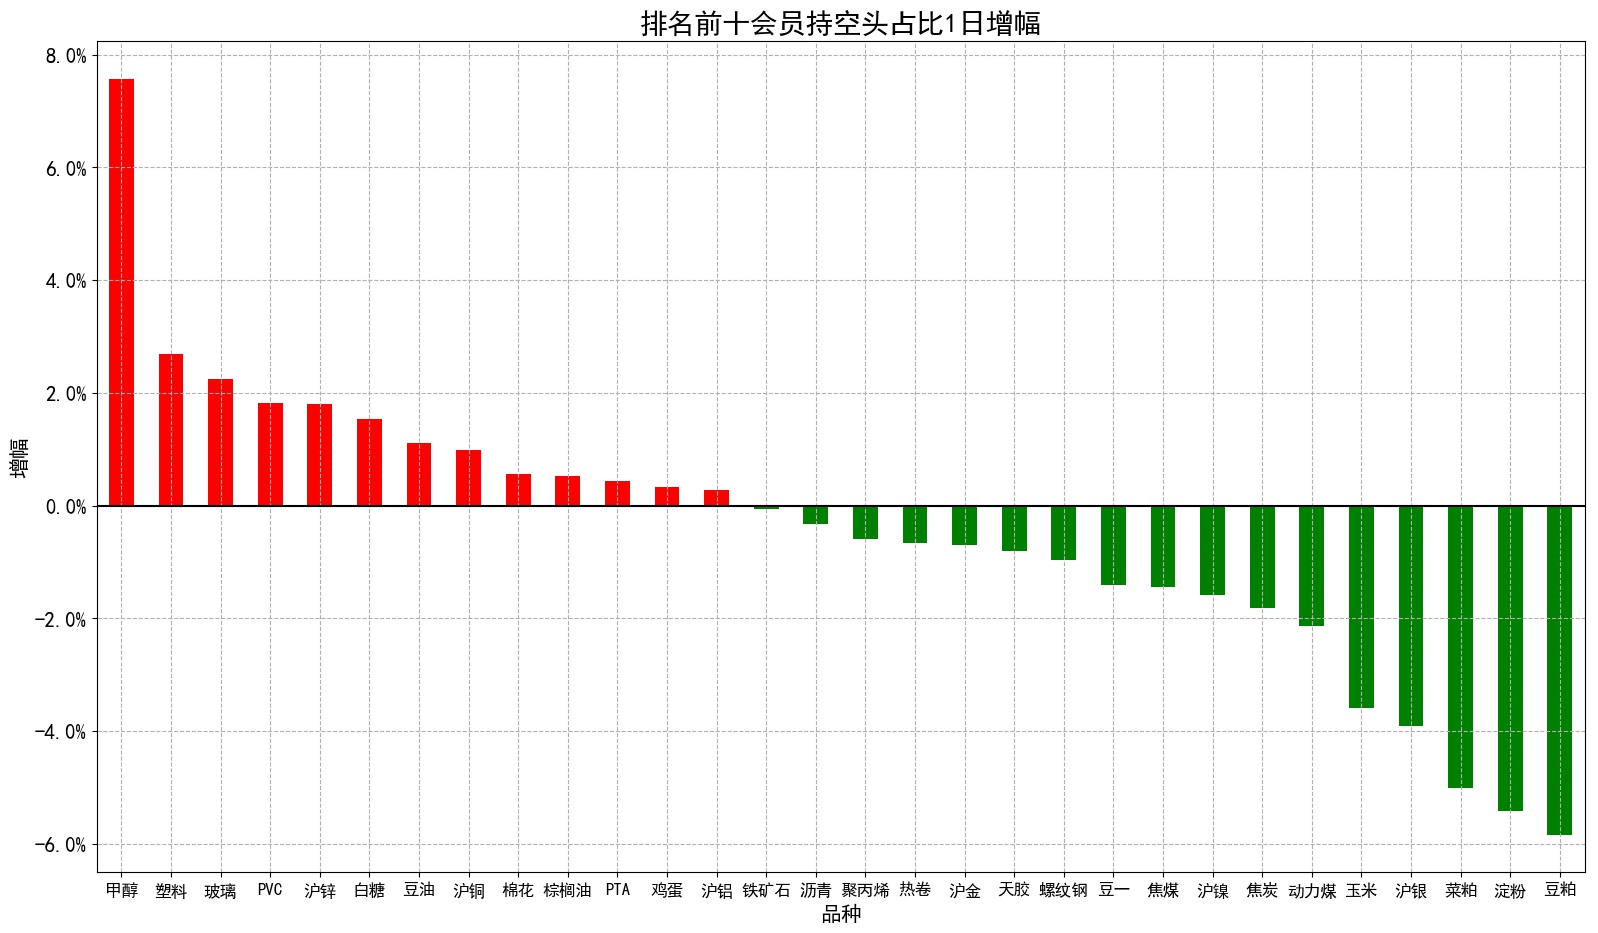 排名前十会员持空头占比1日增幅
8.0%
6.0%
4.0%
2.0%
0.0%
-2.0%
-4.0%
-6.0%
增幅
甲醇 塑料 玻璃 PVC 沪锌 白糖 豆油 沪铜 棉花 棕榈油 PTA 鸡蛋 沪铝 铁矿石 沥青 聚丙烯 热卷 沪金 天胶 螺纹钢 豆一 焦煤 沪镍 焦炭 动力煤 玉米 沪银 菜粕 淀粉 豆粕
品种